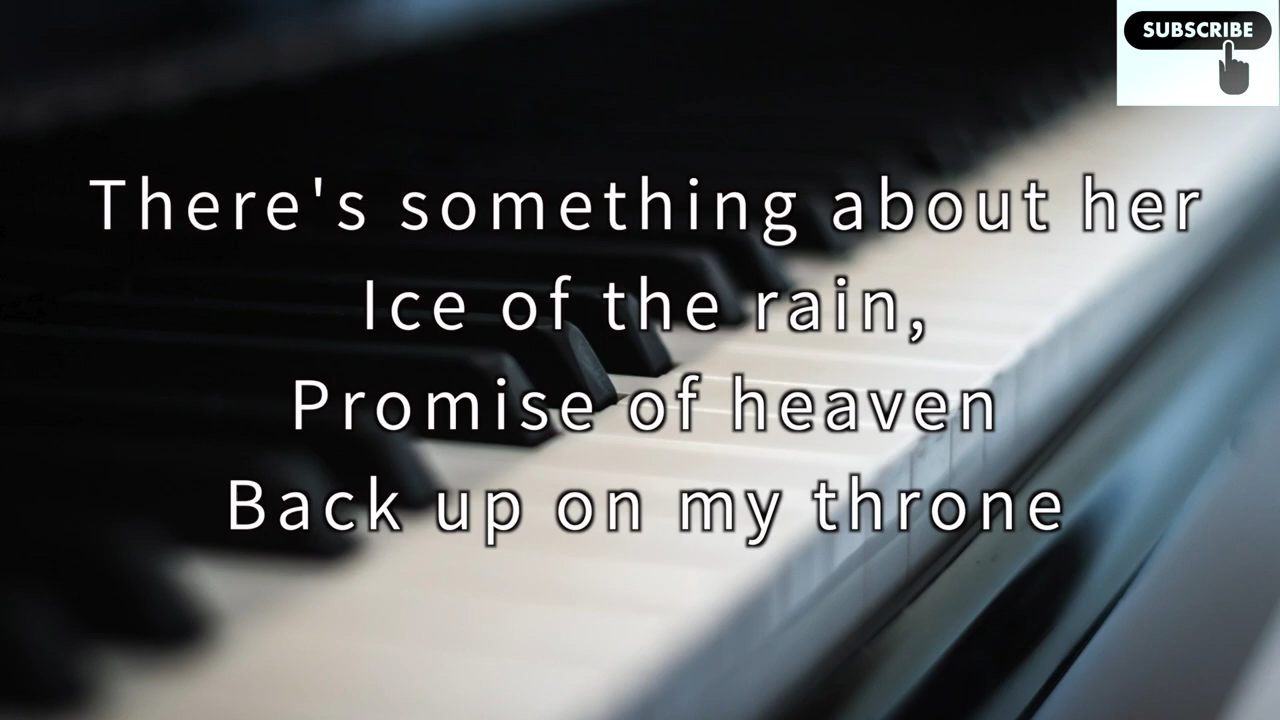 SUBSCRIBE
There's something about her
Ice of the rain,
Promise of heaven
Back up on my throne